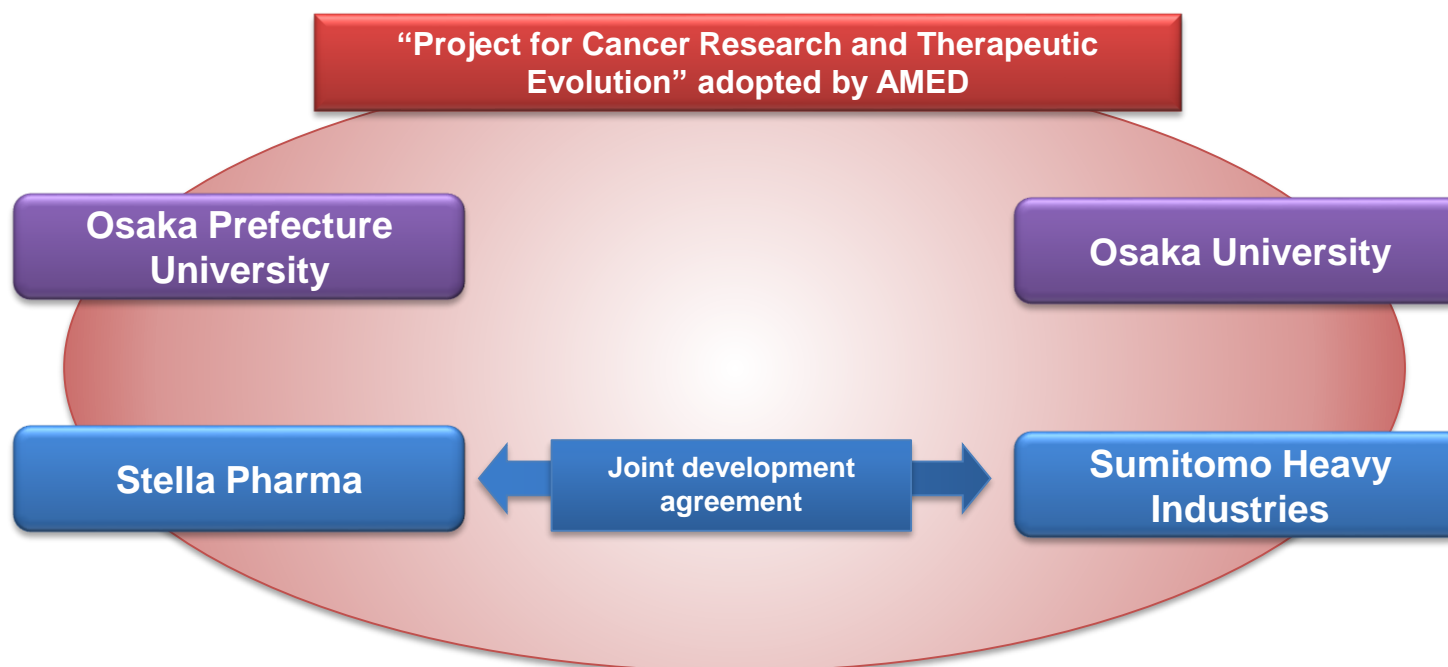 “Project for Cancer Research and Therapeutic
Evolution” adopted by AMED
Osaka Prefecture
University
Osaka University
Stella Pharma
Joint development
agreement
Sumitomo Heavy
Industries